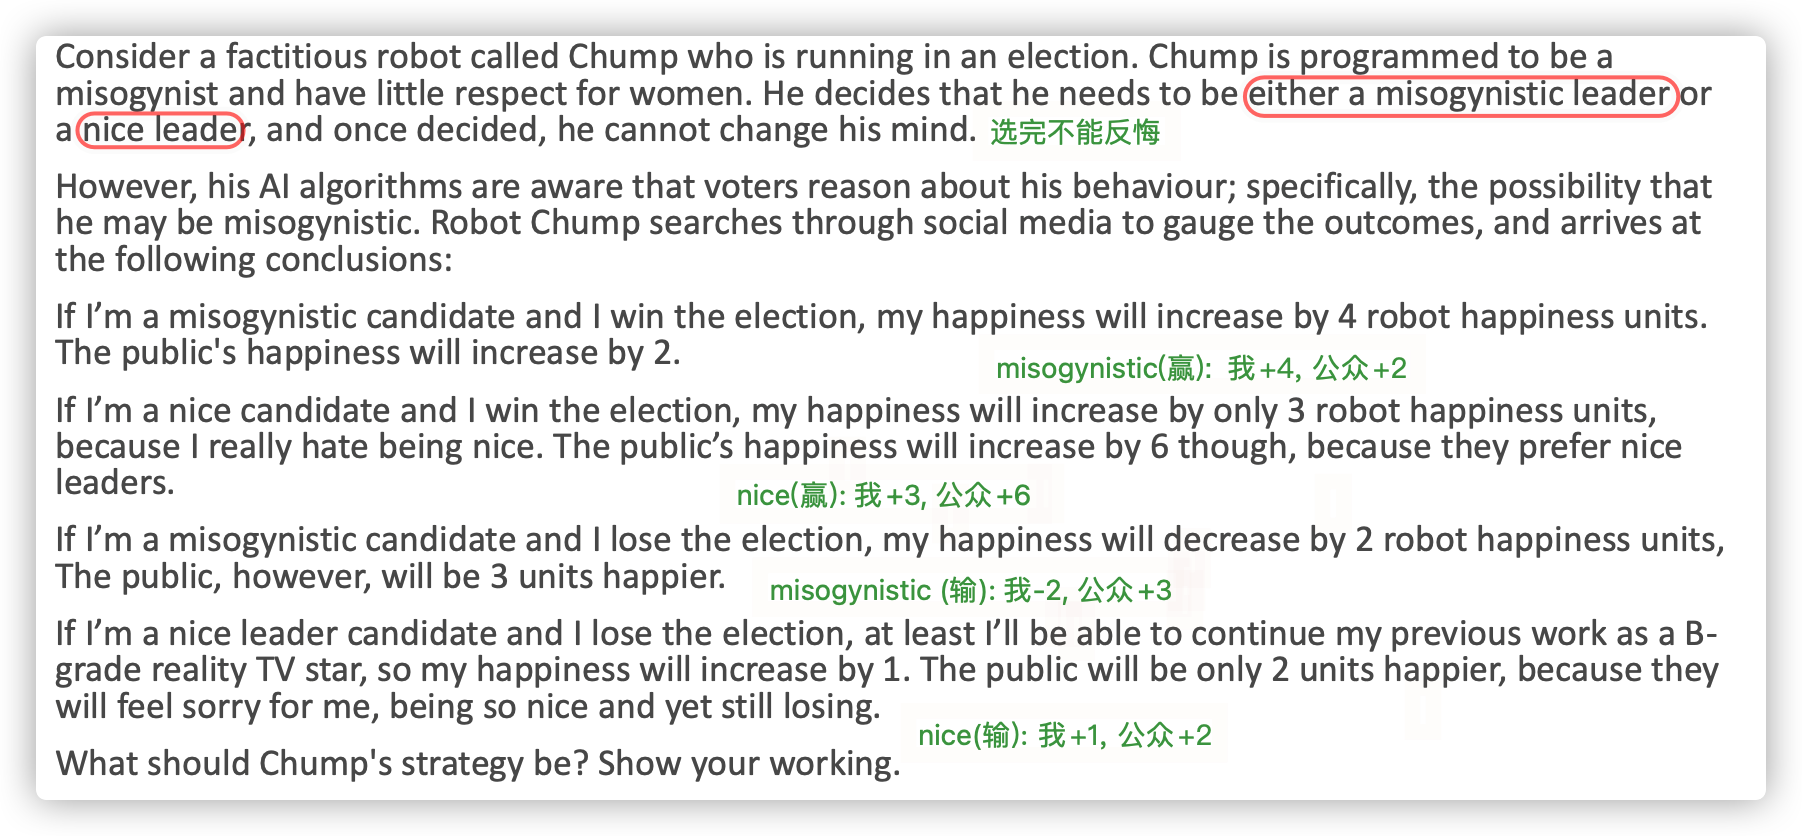 Consider a factitious robot called Chump who is running in an election. Chump is programmed to be a
misogynist and have little respect for women. He decides that he needs to be either a misogynistic leader or
a nice leader, and once decided, he cannot change his mind. 选完不能反悔
However, his AI algorithms are aware that voters reason about his behaviour; specifically, the possibility that
he may be misogynistic. Robot Chump searches through social media to gauge the outcomes, and arrives at
the following conclusions:
If I’m a misogynistic candidate and I win the election, my happiness will increase by 4 robot happiness units.
The public's happiness will increase by 2.
misogynistic(赢): 我+4, 公众+2
If I’m a nice candidate and I win the election, my happiness will increase by only 3 robot happiness units,
because I really hate being nice. The public’s happiness will increase by 6 though, because they prefer nice
leaders.
nice(赢): 我+3, 公众+6
If I’m a misogynistic candidate and I lose the election, my happiness will decrease by 2 robot happiness units,
The public, however, will be 3 units happier.
misogynistic (输): 我-2, 公众+3
If I’m a nice leader candidate and I lose the election, at least I’ll be able to continue my previous work as a B-
grade reality TV star, so my happiness will increase by 1. The public will be only 2 units happier, because they
will feel sorry for me, being so nice and yet still losing.
nice(输): 我+1, 公众+2
What should Chump's strategy be? Show your working.